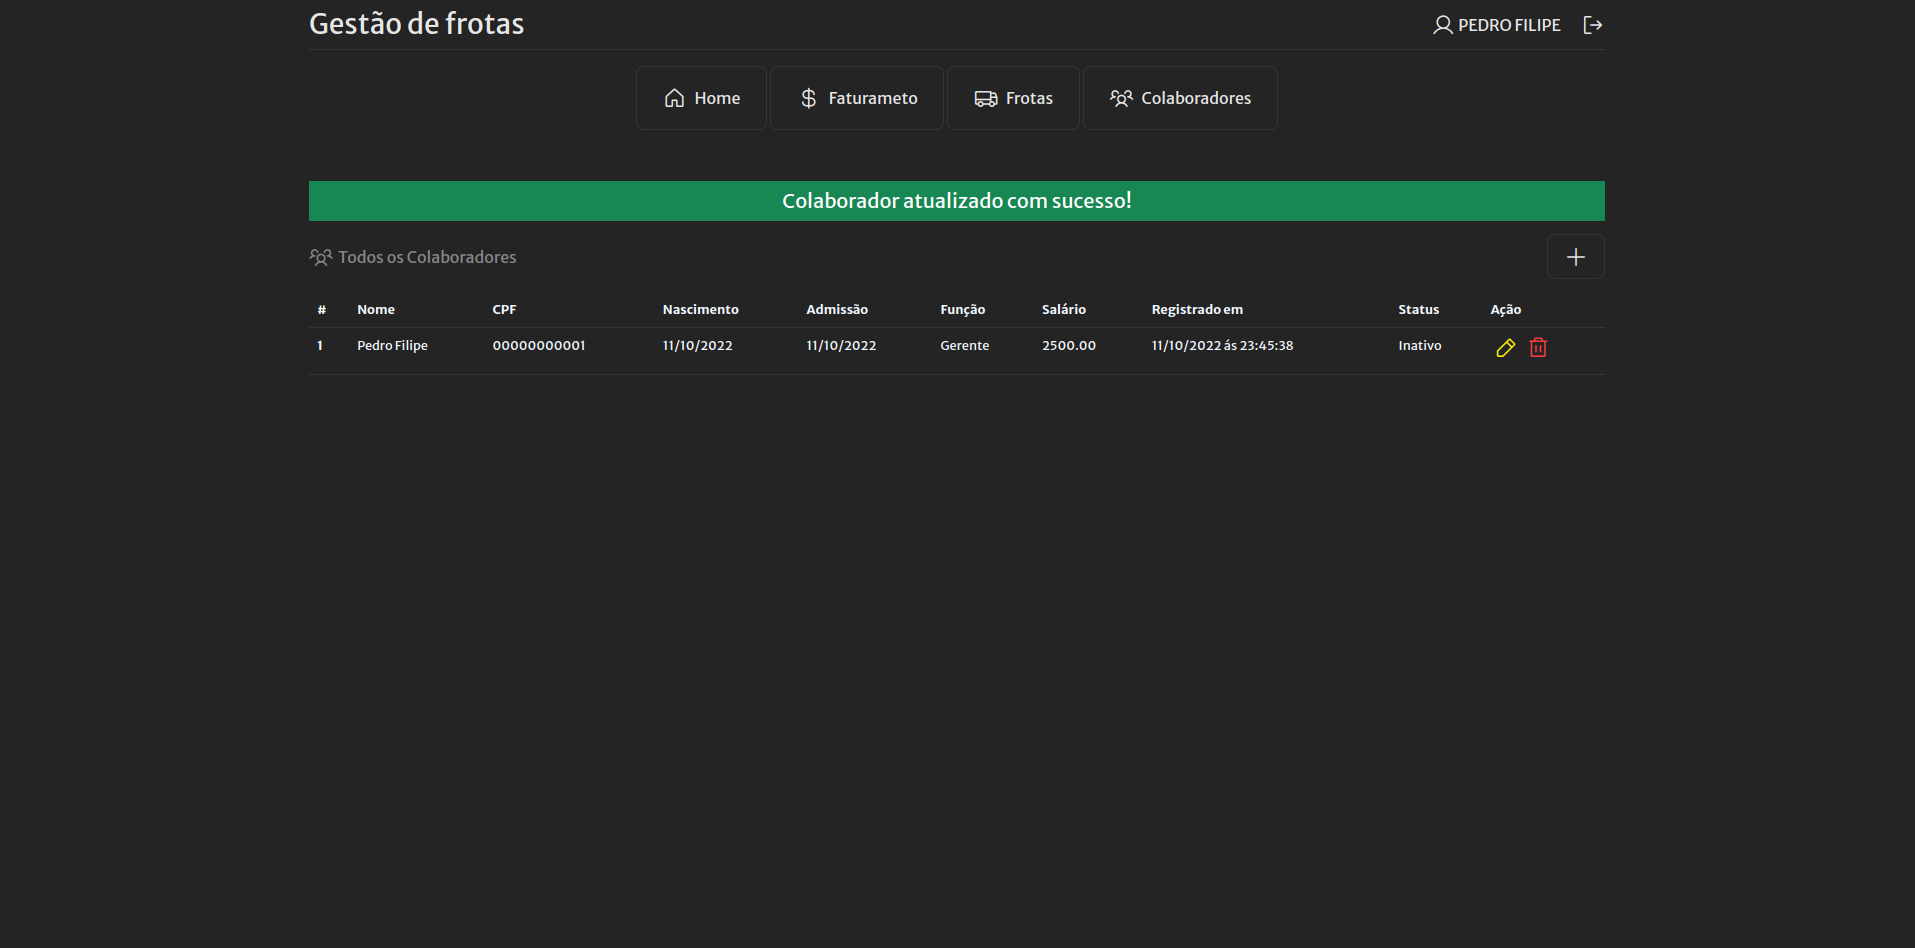 Gestão de frotas
PEDRO FILIPE
Home
Faturameto
Frotas
Colaboradores
Colaborador atualizado com sucesso!
Todos os Colaboradores
# Nome CPF Nascimento Admissão Função Salário Registrado em Status Ação
1 Pedro Filipe 00000000001 11/10/2022 11/10/2022 Gerente 2500.00 11/10/2022 ás 23:45:38 Inativo